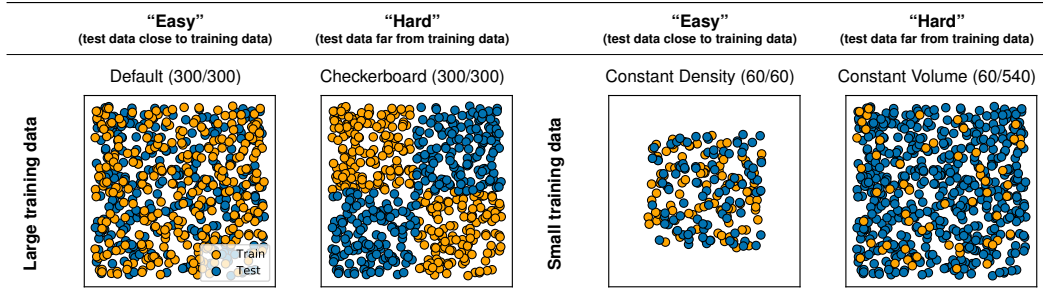 “Easy”
(test data close to training data)
“Hard”
(test data far from training data)
“Easy”
(test data close to training data)
“Hard”
(test data far from training data)
Large training data
Default (300/300)
Train
Test
Checkerboard (300/300)
Small training data
Constant Density (60/60)
Constant Volume (60/540)